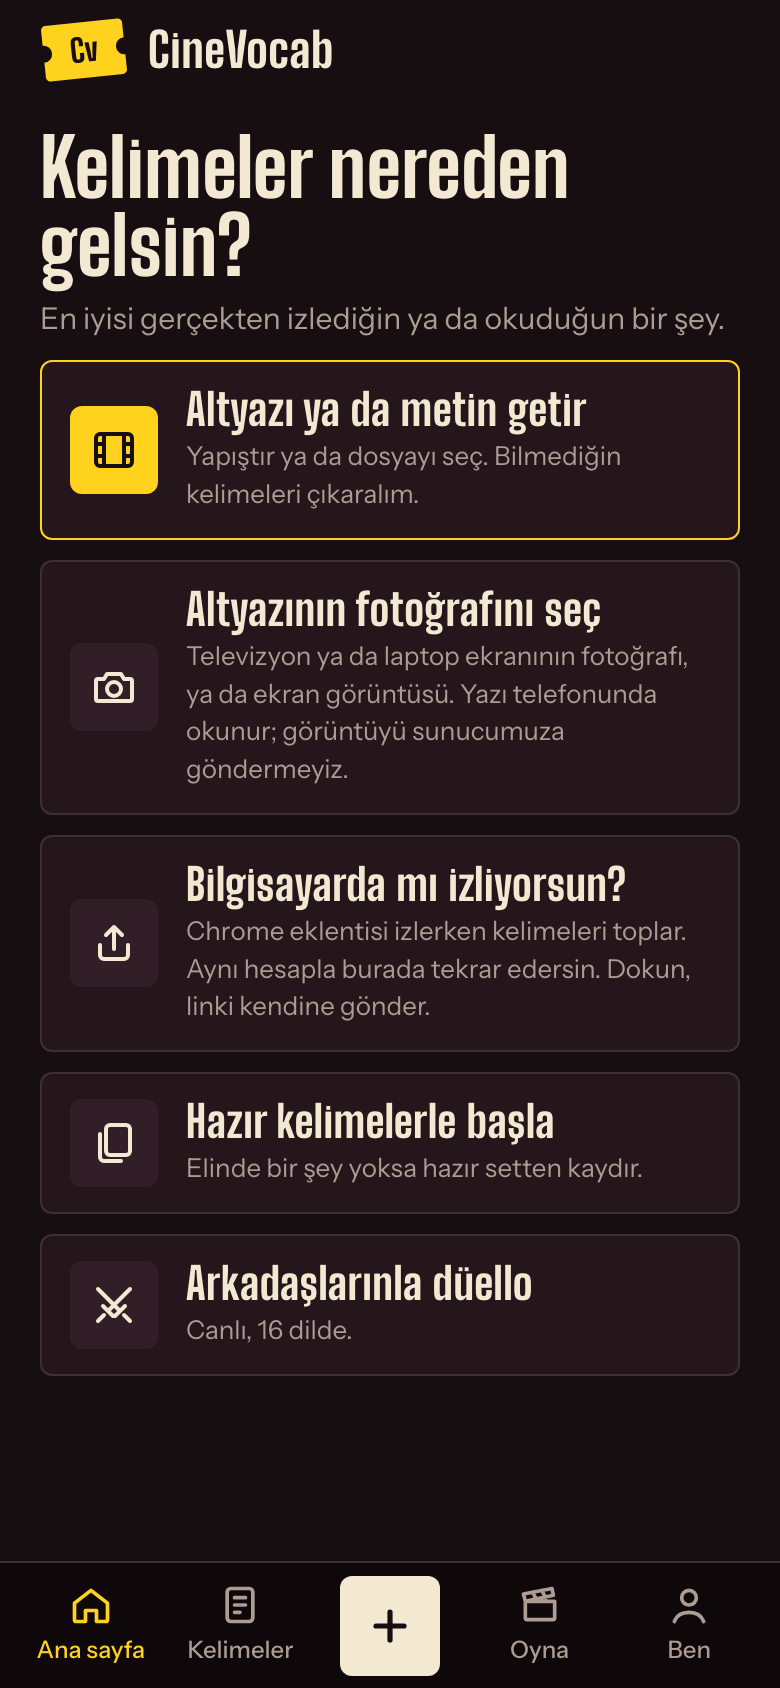 Cv
CineVocab
Kelimeler nereden
gelsin?
En iyisi gerçekten izlediğin ya da okuduğun bir şey.
Altyazı ya da metin getir
Yapıştır ya da dosyayı seç. Bilmediğin
kelimeleri çıkaralım.
Altyazının fotoğrafını seç
Televizyon ya da laptop ekranının fotoğrafı,
ya da ekran görüntüsü. Yazı telefonunda
okunur; görüntüyü sunucumuza
göndermeyiz.
Bilgisayarda mı izliyorsun?
Chrome eklentisi izlerken kelimeleri toplar.
Aynı hesapla burada tekrar edersin. Dokun,
linki kendine gönder.
Hazır kelimelerle başla
Elinde bir şey yoksa hazır setten kaydır.
Arkadaşlarınla düello
Canlı, 16 dilde.
Ana sayfa
Kelimeler
Oyna
Ben